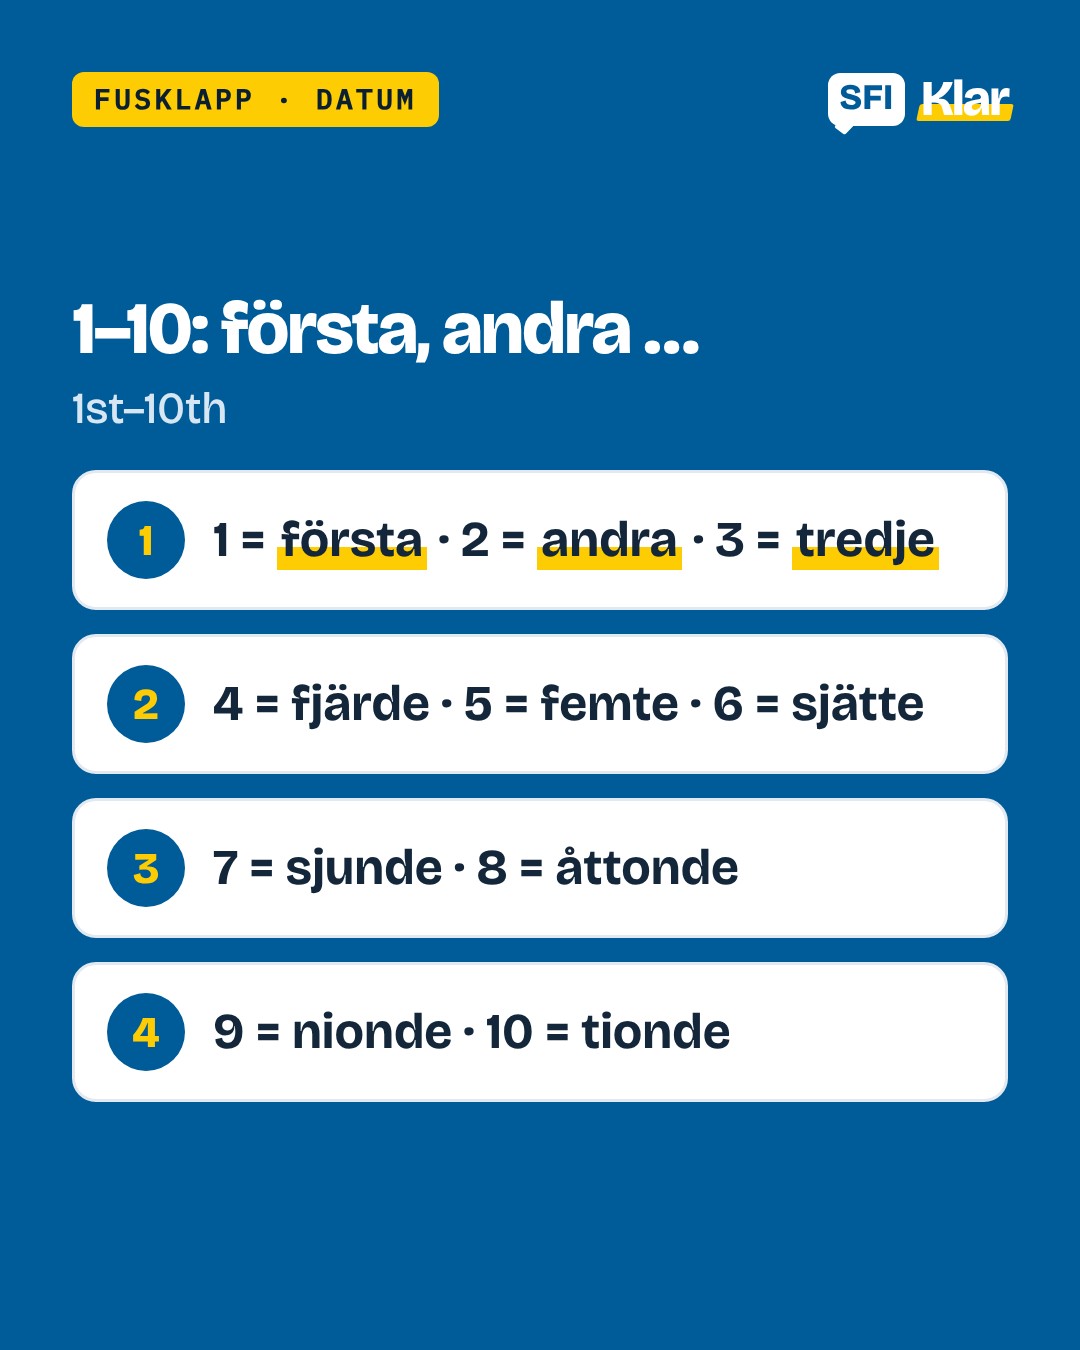 FUSKLAPP · DATUM
SFI Klar
1–10: första, andra ...
1st–10th
1 1 = första · 2 = andra · 3 = tredje
2 4 = fjärde · 5 = femte · 6 = sjätte
3 7 = sjunde · 8 = åttonde
4 9 = nionde · 10 = tionde